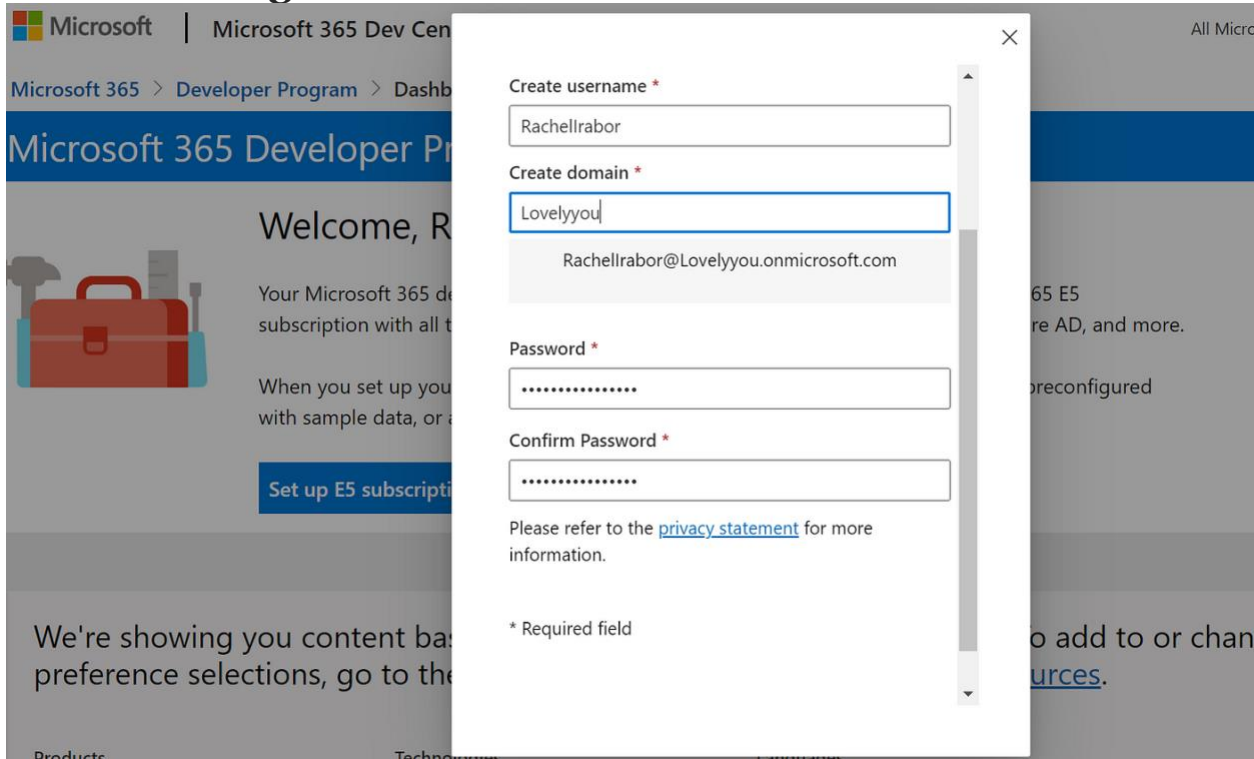 Microsoft | Microsoft 365 Dev Cen
All Micro
Microsoft 365 > Developer Program > Dashb
Microsoft 365 Developer Pr
Welcome, R
Your Microsoft 365 de
65 E5
subscription with all t
re AD, and more.
When you set up you
preconfigured
with sample data, or a
Set up E5 subscripti
We're showing you content bas
o add to or chan
preference selections, go to the
urces.
Products
Technologies
Languages
Create username *
Rachellrabor
Create domain *
Lovelyyou
Rachellrabor@Lovelyyou.onmicrosoft.com
Password *
••••••••••••••••
Confirm Password *
••••••••••••••••
Please refer to the privacy statement for more
information.
* Required field